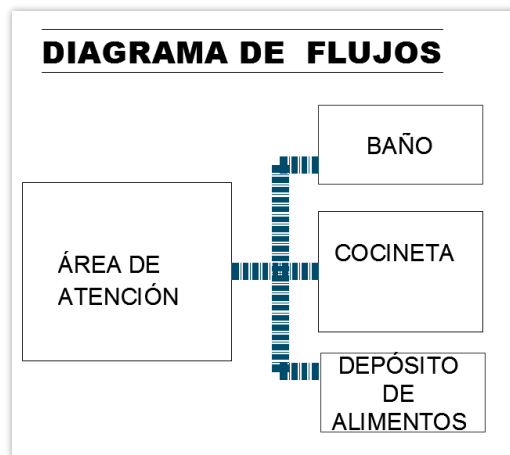 DIAGRAMA DE FLUJOS
BAÑO
ÁREA DE
ATENCIÓN
COCINETA
DEPÓSITO
DE
ALIMENTOS